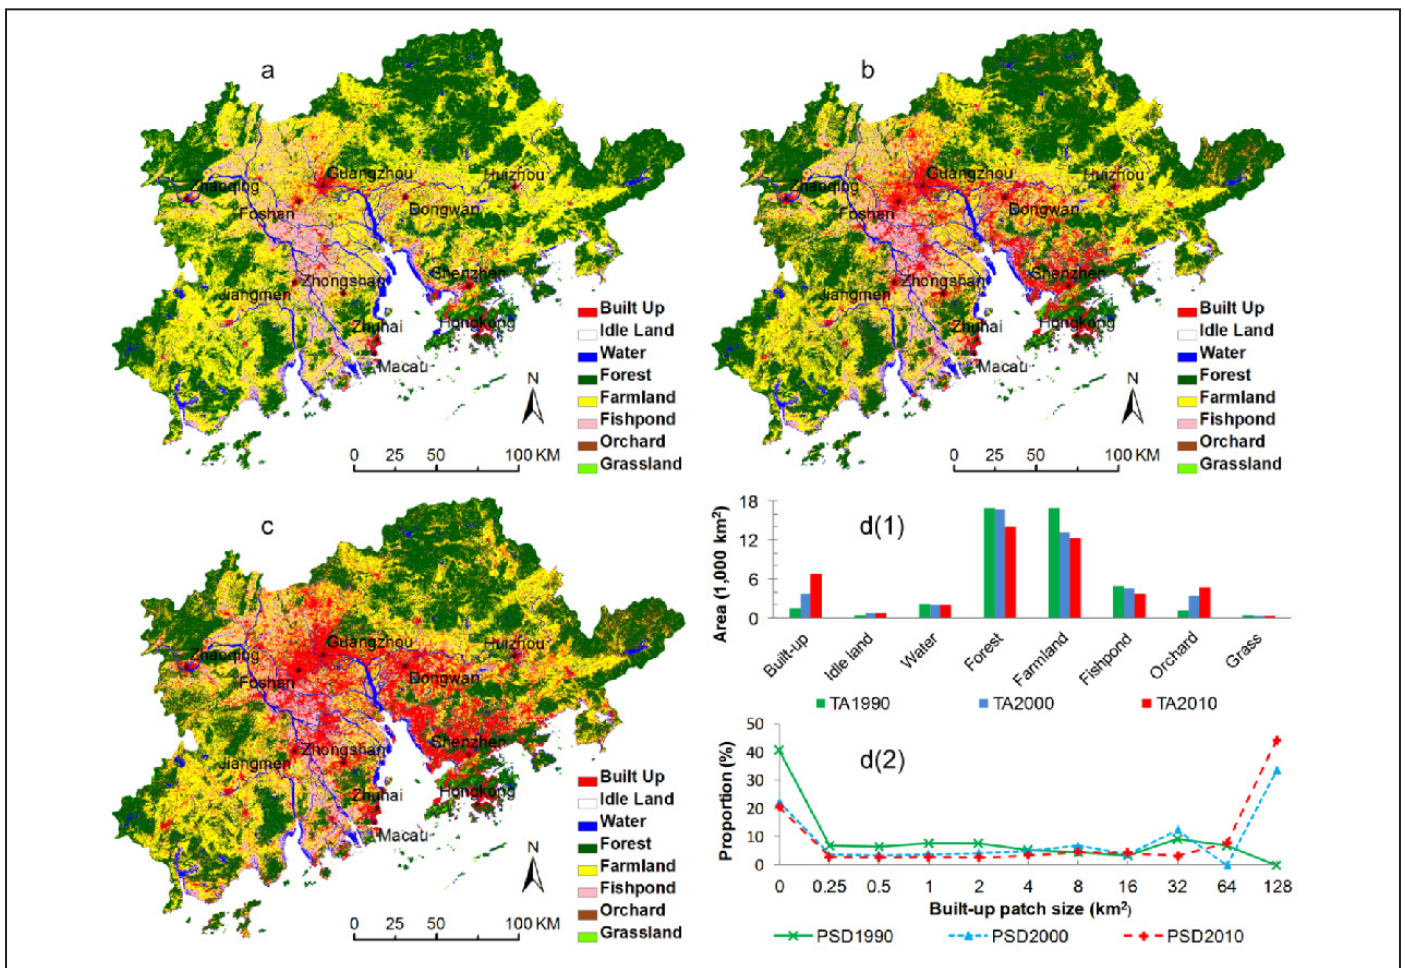 a
Zhaoqing
Guangzhou
Huizhou
Foshan
Dongwan
Zhongshan
Shenzhen
Jiangmen
Zhuhai
Hongkong
Macau
Built Up
Idle Land
Water
Forest
Farmland
Fishpond
Orchard
Grassland
N
0 25 50 100 KM
b
Zhaoqing
Guangzhou
Huizhou
Foshan
Dongwan
Zhongshan
Shenzhen
Jiangmen
Zhuhai
Hongkong
Macau
Built Up
Idle Land
Water
Forest
Farmland
Fishpond
Orchard
Grassland
N
0 25 50 100 KM
c
Guangzhou
Zhaoqing
Huizhou
Foshan
Dongwan
Zhongshan
Shenzhen
Jiangmen
Zhuhai
Hongkong
Macau
Built Up
Idle Land
Water
Forest
Farmland
Fishpond
Orchard
Grassland
N
0 25 50 100 KM
d(1)
Area (1,000 km²)
18
12
6
0
Built-up
Idle land
Water
Forest
Farmland
Fishpond
Orchard
Grass
TA1990 TA2000 TA2010
d(2)
Proportion (%)
50
40
30
20
10
0
0 0.25 0.5 1 2 4 8 16 32 64 128
Built-up patch size (km²)
PSD1990 PSD2000 PSD2010